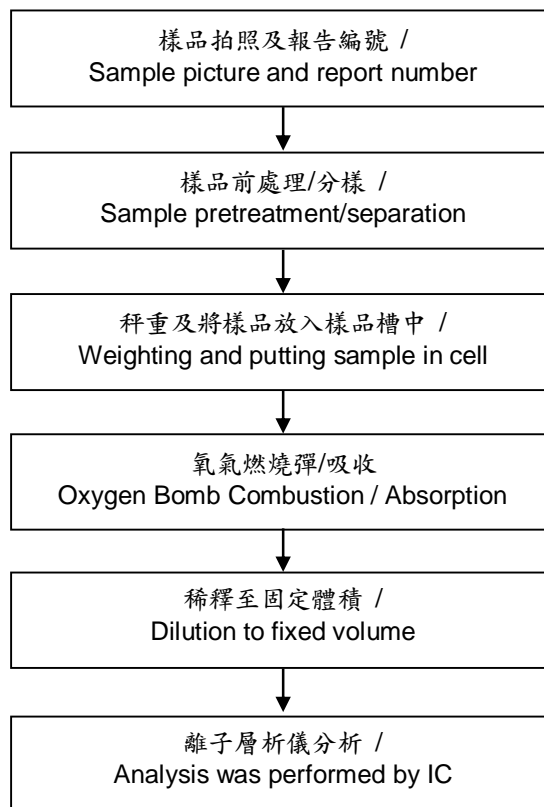 樣品拍照及報告編號 /
Sample picture and report number
樣品前處理/分樣 /
Sample pretreatment/separation
秤重及將樣品放入樣品槽中 /
Weighting and putting sample in cell
氧氣燃燒彈/吸收
Oxygen Bomb Combustion / Absorption
稀釋至固定體積 /
Dilution to fixed volume
離子層析儀分析 /
Analysis was performed by IC